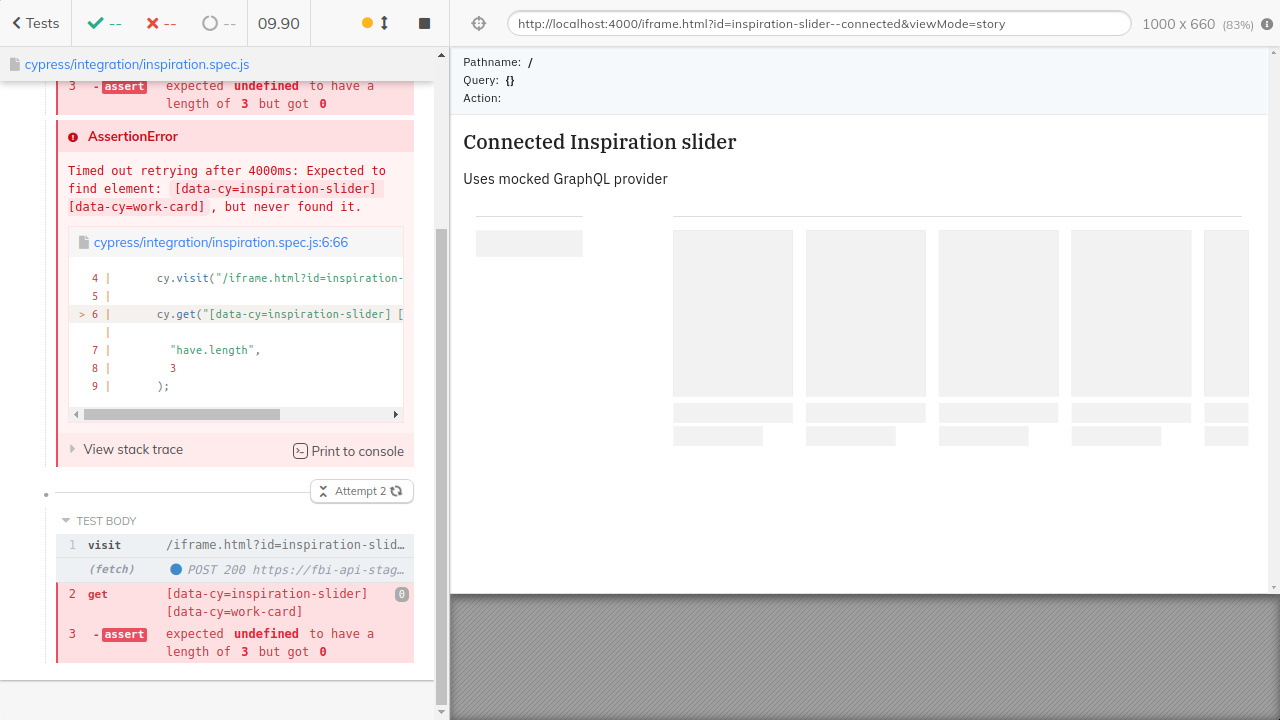 Tests
--
--
--
09.90
http://localhost:4000/iframe.html?id=inspiration-slider--connected&viewMode=story
1000 x 660 (83%)
cypress/integration/inspiration.spec.js
3 -assert expected undefined to have a
length of 3 but got 0
AssertionError
Timed out retrying after 4000ms: Expected to
find element: [data-cy=inspiration-slider]
[data-cy=work-card] , but never found it.
cypress/integration/inspiration.spec.js:6:66
4 | cy.visit("/iframe.html?id=inspiration-
5 |
> 6 | cy.get("[data-cy=inspiration-slider] [
|
7 | "have.length",
8 | 3
9 | );
View stack trace
Print to console
Attempt 2
TEST BODY
1 visit /iframe.html?id=inspiration-slid…
(fetch) POST 200 https://fbi-api-stag…
2 get [data-cy=inspiration-slider] 0
[data-cy=work-card]
3 -assert expected undefined to have a
length of 3 but got 0
Pathname: /
Query: {}
Action:
Connected Inspiration slider
Uses mocked GraphQL provider